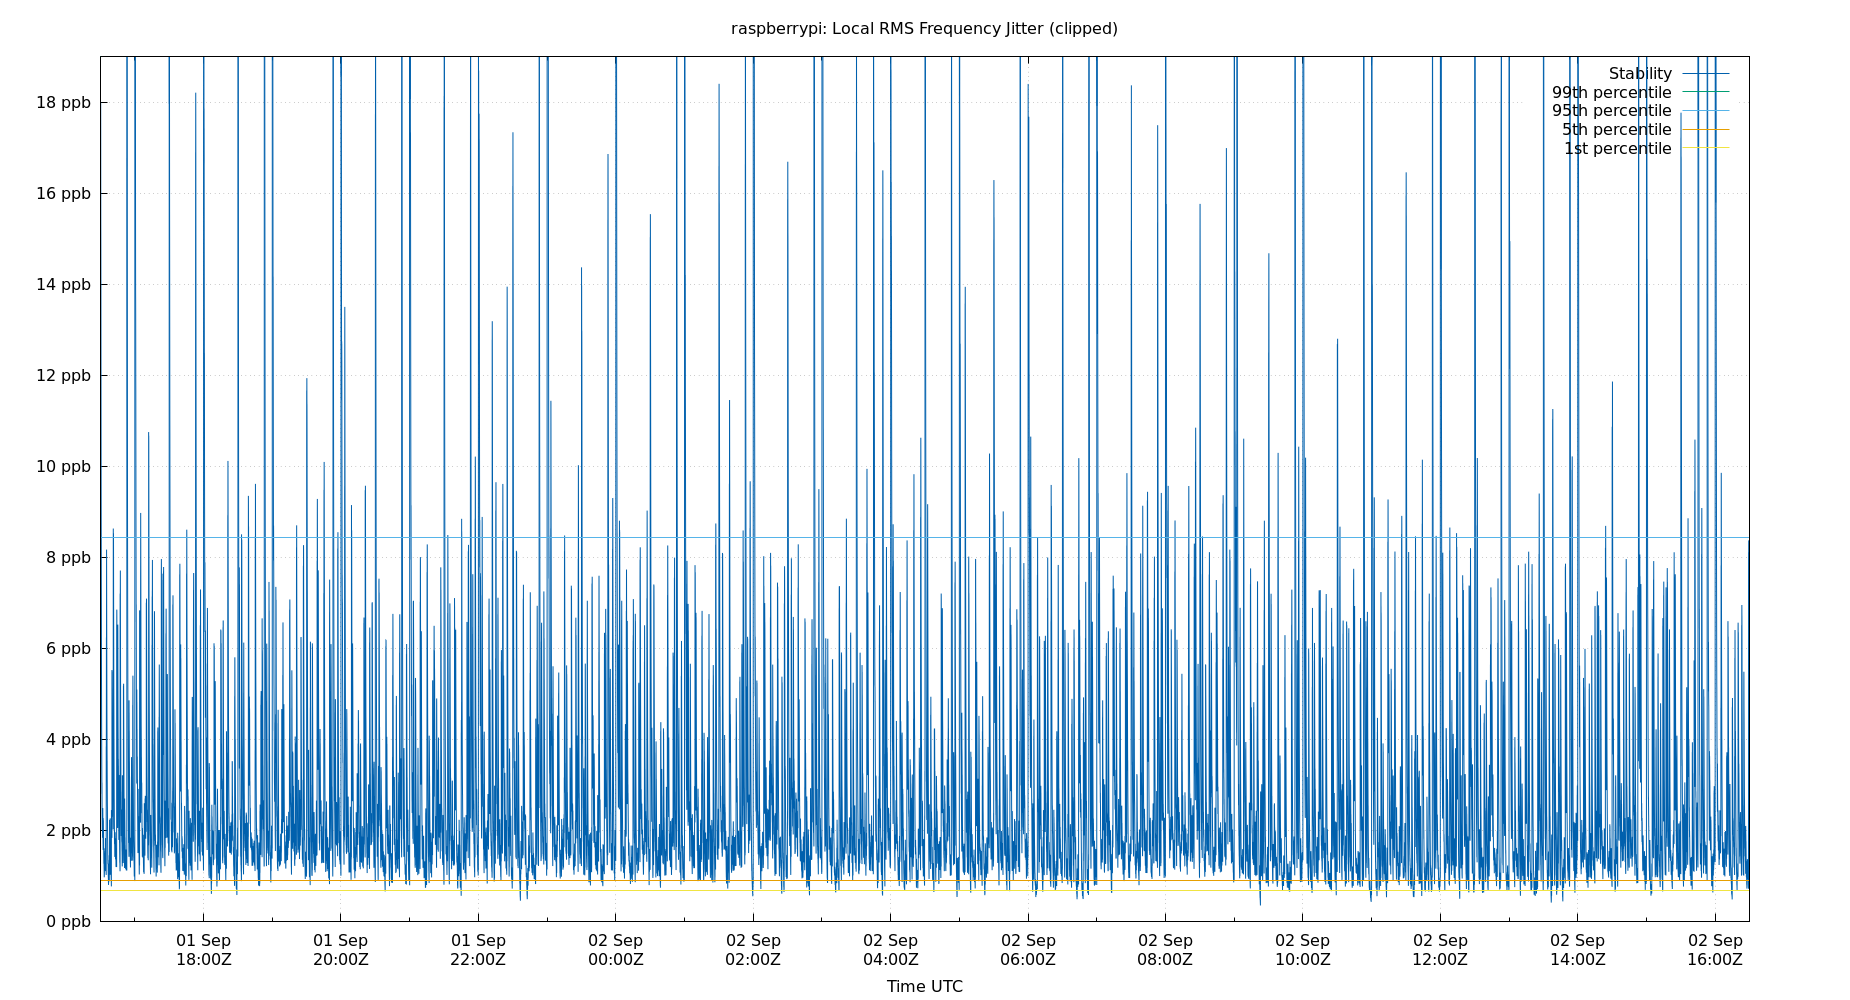 raspberrypi: Local RMS Frequency Jitter (clipped)
Stability
99th percentile
95th percentile
5th percentile
1st percentile
18 ppb
16 ppb
14 ppb
12 ppb
10 ppb
8 ppb
6 ppb
4 ppb
2 ppb
0 ppb
01 Sep 01 Sep 01 Sep 02 Sep 02 Sep 02 Sep 02 Sep 02 Sep 02 Sep 02 Sep 02 Sep 02 Sep
18:00Z 20:00Z 22:00Z 00:00Z 02:00Z 04:00Z 06:00Z 08:00Z 10:00Z 12:00Z 14:00Z 16:00Z
Time UTC